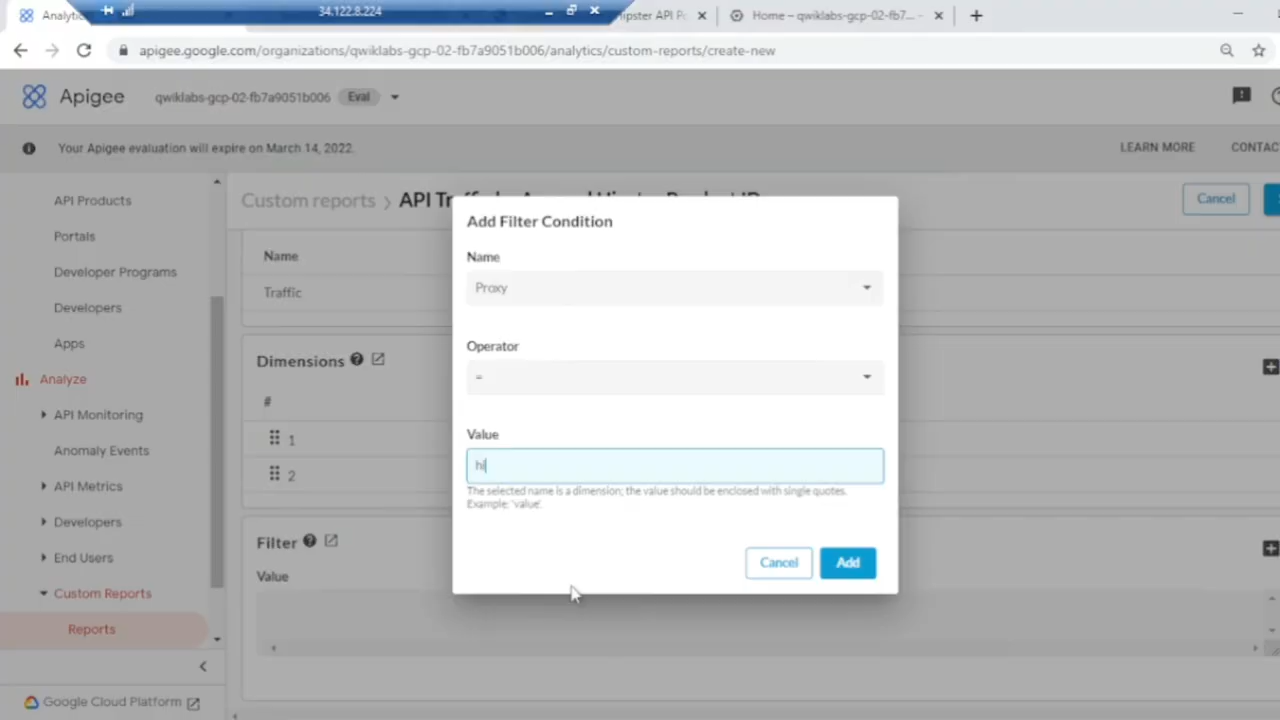 Analytic
34.122.8.224
Hipster API P
Home – qwiklabs-gcp-02-fb7...
apigee.google.com/organizations/qwiklabs-gcp-02-fb7a9051b006/analytics/custom-reports/create-new
Apigee qwiklabs-gcp-02-fb7a9051b006 Eval
Your Apigee evaluation will expire on March 14, 2022. LEARN MORE CONTAC
API Products
Portals
Developer Programs
Developers
Apps
Analyze
API Monitoring
Anomaly Events
API Metrics
Developers
End Users
Custom Reports
Reports
Google Cloud Platform
Custom reports > API Tr
Cancel
Name
Traffic
Dimensions
#
1
2
Filter
Value
Add Filter Condition
Name
Proxy
Operator
=
Value
hi
The selected name is a dimension; the value should be enclosed with single quotes.
Example: 'value'.
Cancel Add